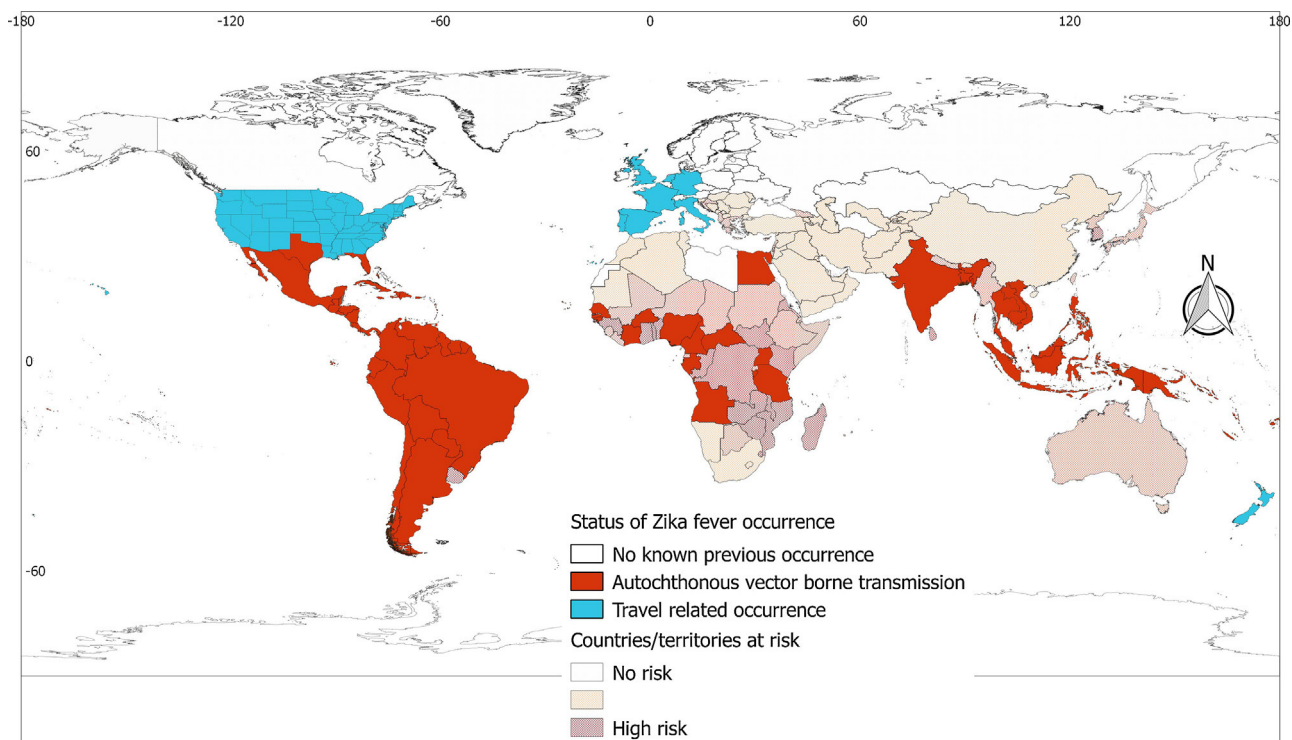 -180 -120 -60 0 60 120 180
60
N
0
-60
Status of Zika fever occurrence
No known previous occurrence
Autochthonous vector borne transmission
Travel related occurrence
Countries/territories at risk
No risk
High risk